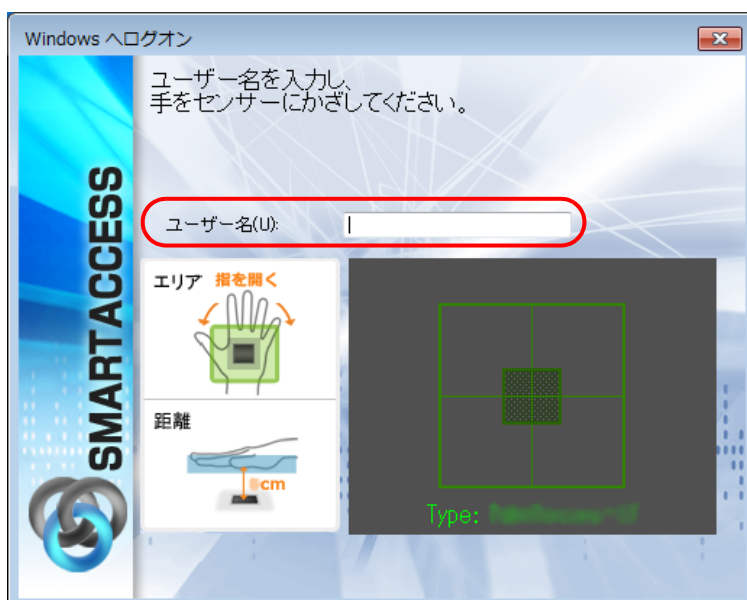 Windows へログオン
ユーザー名を入力し、
手をセンサーにかざしてください。
SMARTACCESS
ユーザー名(U):
エリア 指を開く
距離
cm
Type: